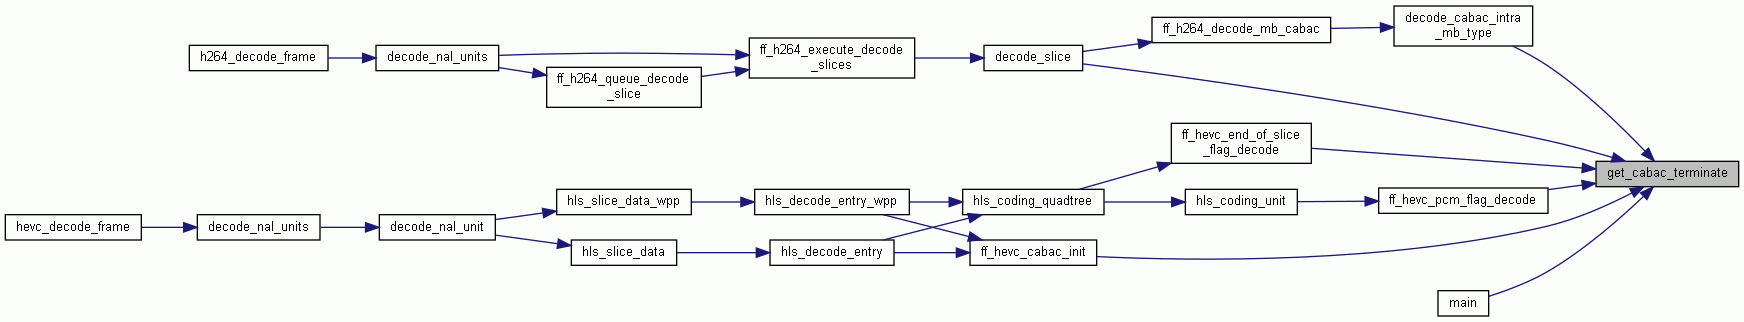 decode_cabac_intra
_mb_type
ff_h264_decode_mb_cabac
ff_h264_execute_decode
_slices
decode_slice
h264_decode_frame
decode_nal_units
ff_h264_queue_decode
_slice
ff_hevc_end_of_slice
_flag_decode
get_cabac_terminate
hls_slice_data_wpp
hls_decode_entry_wpp
hls_coding_quadtree
hls_coding_unit
ff_hevc_pcm_flag_decode
hevc_decode_frame
decode_nal_units
decode_nal_unit
hls_slice_data
hls_decode_entry
ff_hevc_cabac_init
main